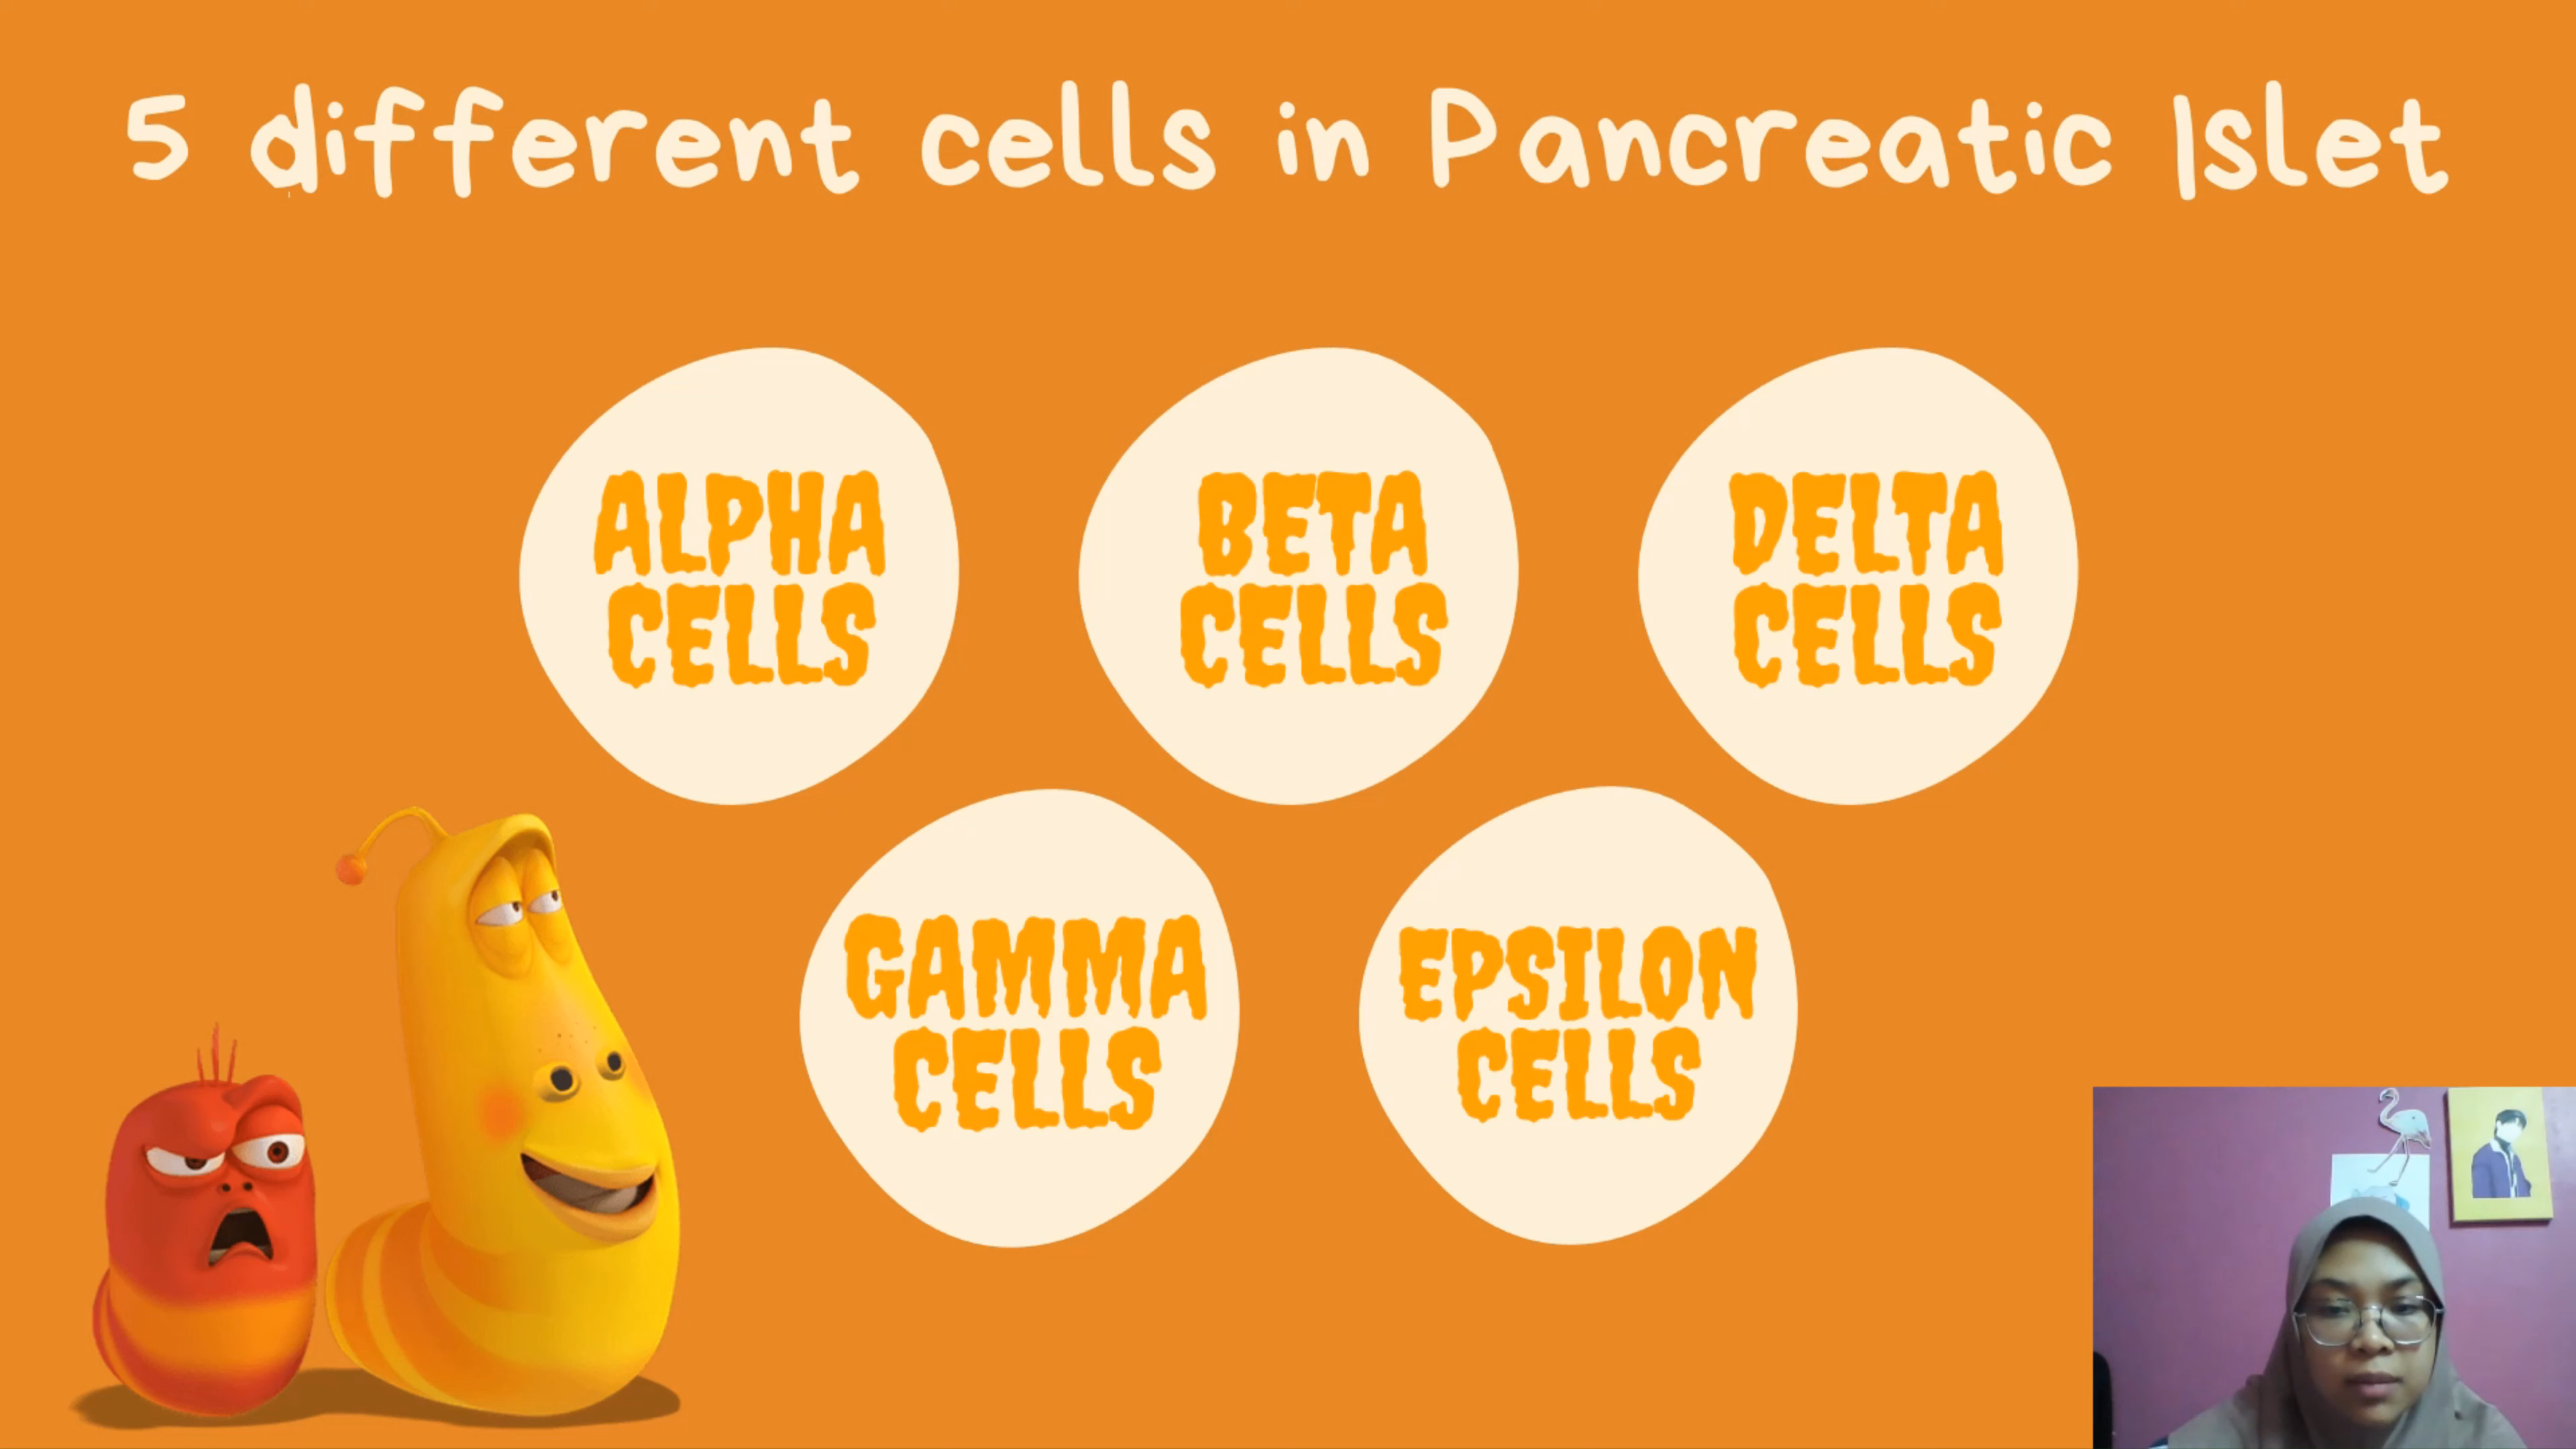 5 different cells in Pancreatic Islet
ALPHA
CELLS
BETA
CELLS
DELTA
CELLS
GAMMA
CELLS
EPSILON
CELLS